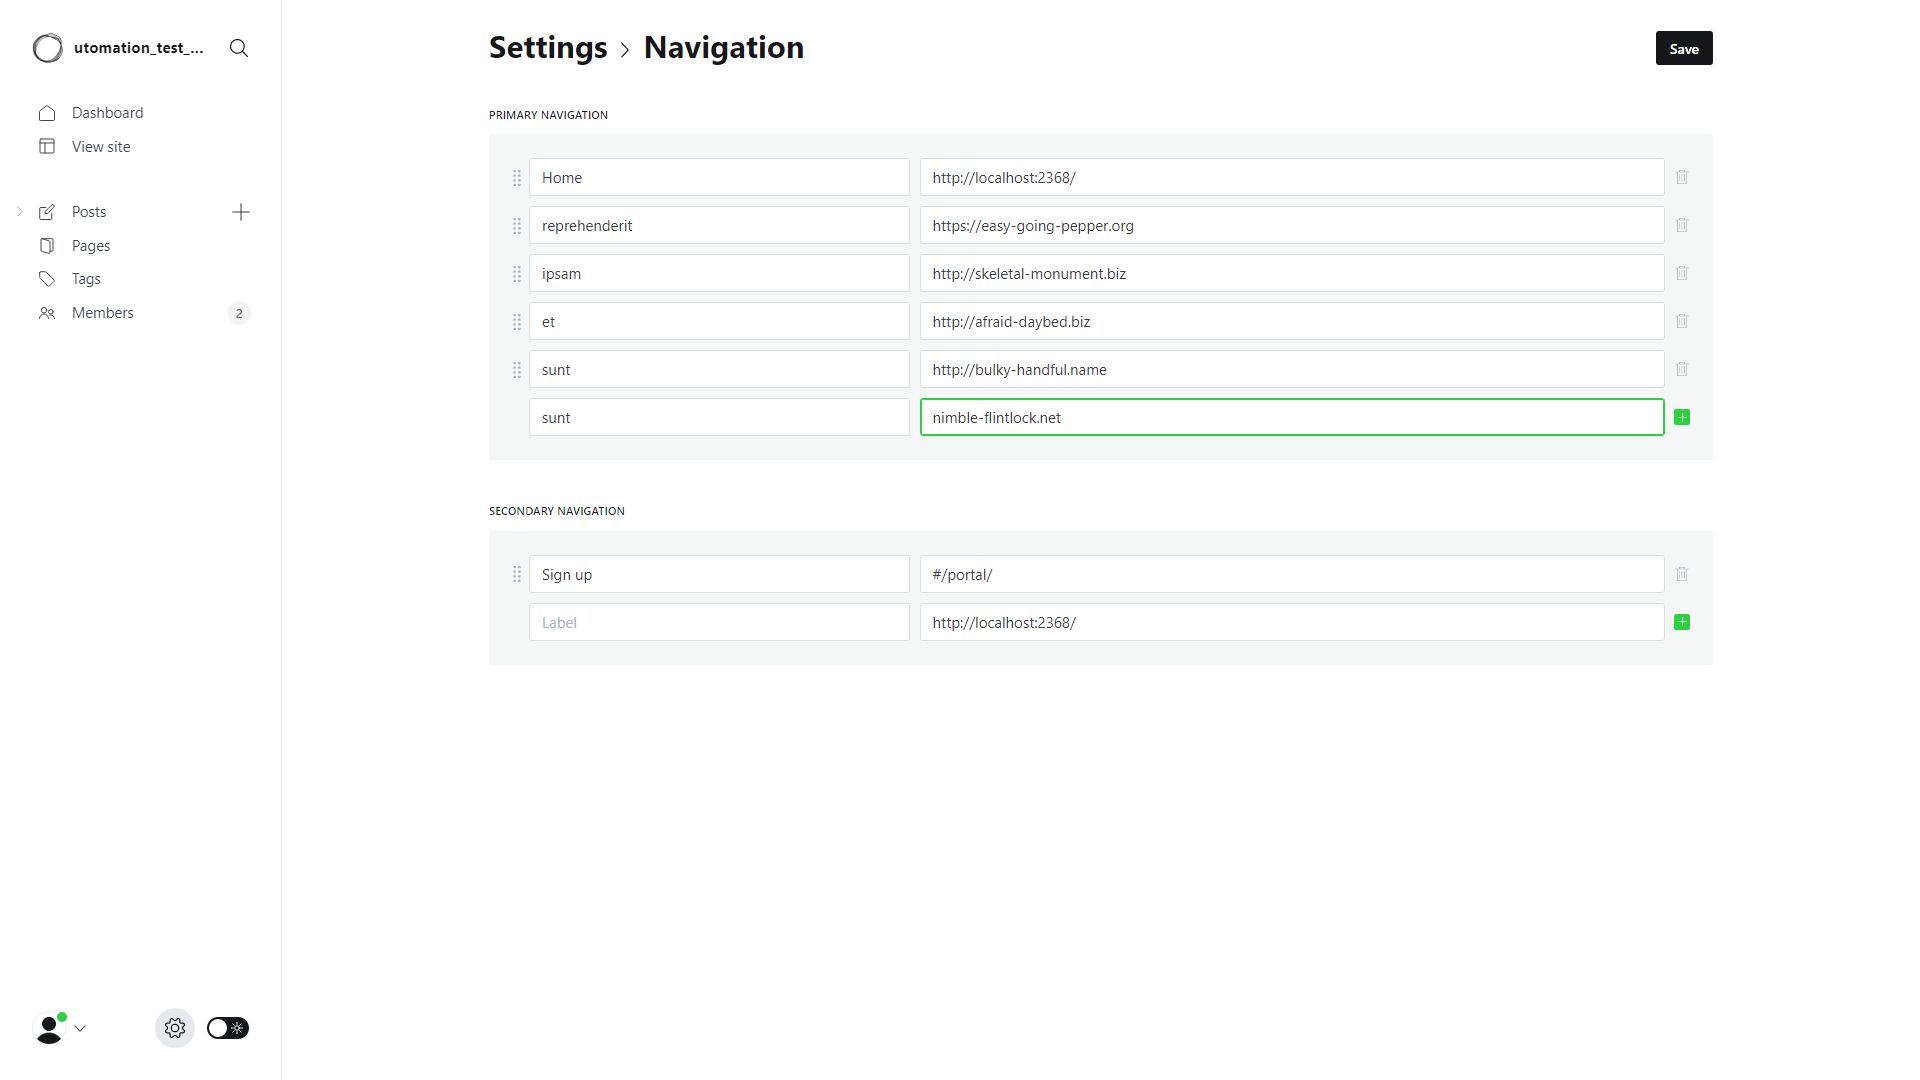 utomation_test_...
Settings > Navigation
Save
Dashboard
View site
Posts
Pages
Tags
Members
2
PRIMARY NAVIGATION
Home
http://localhost:2368/
reprehenderit
https://easy-going-pepper.org
ipsam
http://skeletal-monument.biz
et
http://afraid-daybed.biz
sunt
http://bulky-handful.name
sunt
nimble-flintlock.net
SECONDARY NAVIGATION
Sign up
#/portal/
Label
http://localhost:2368/